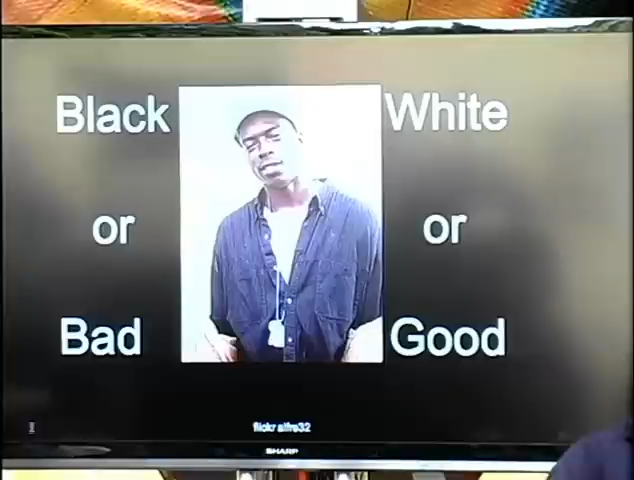 Black White
or or
Bad Good
flickr alfre32
SHARP